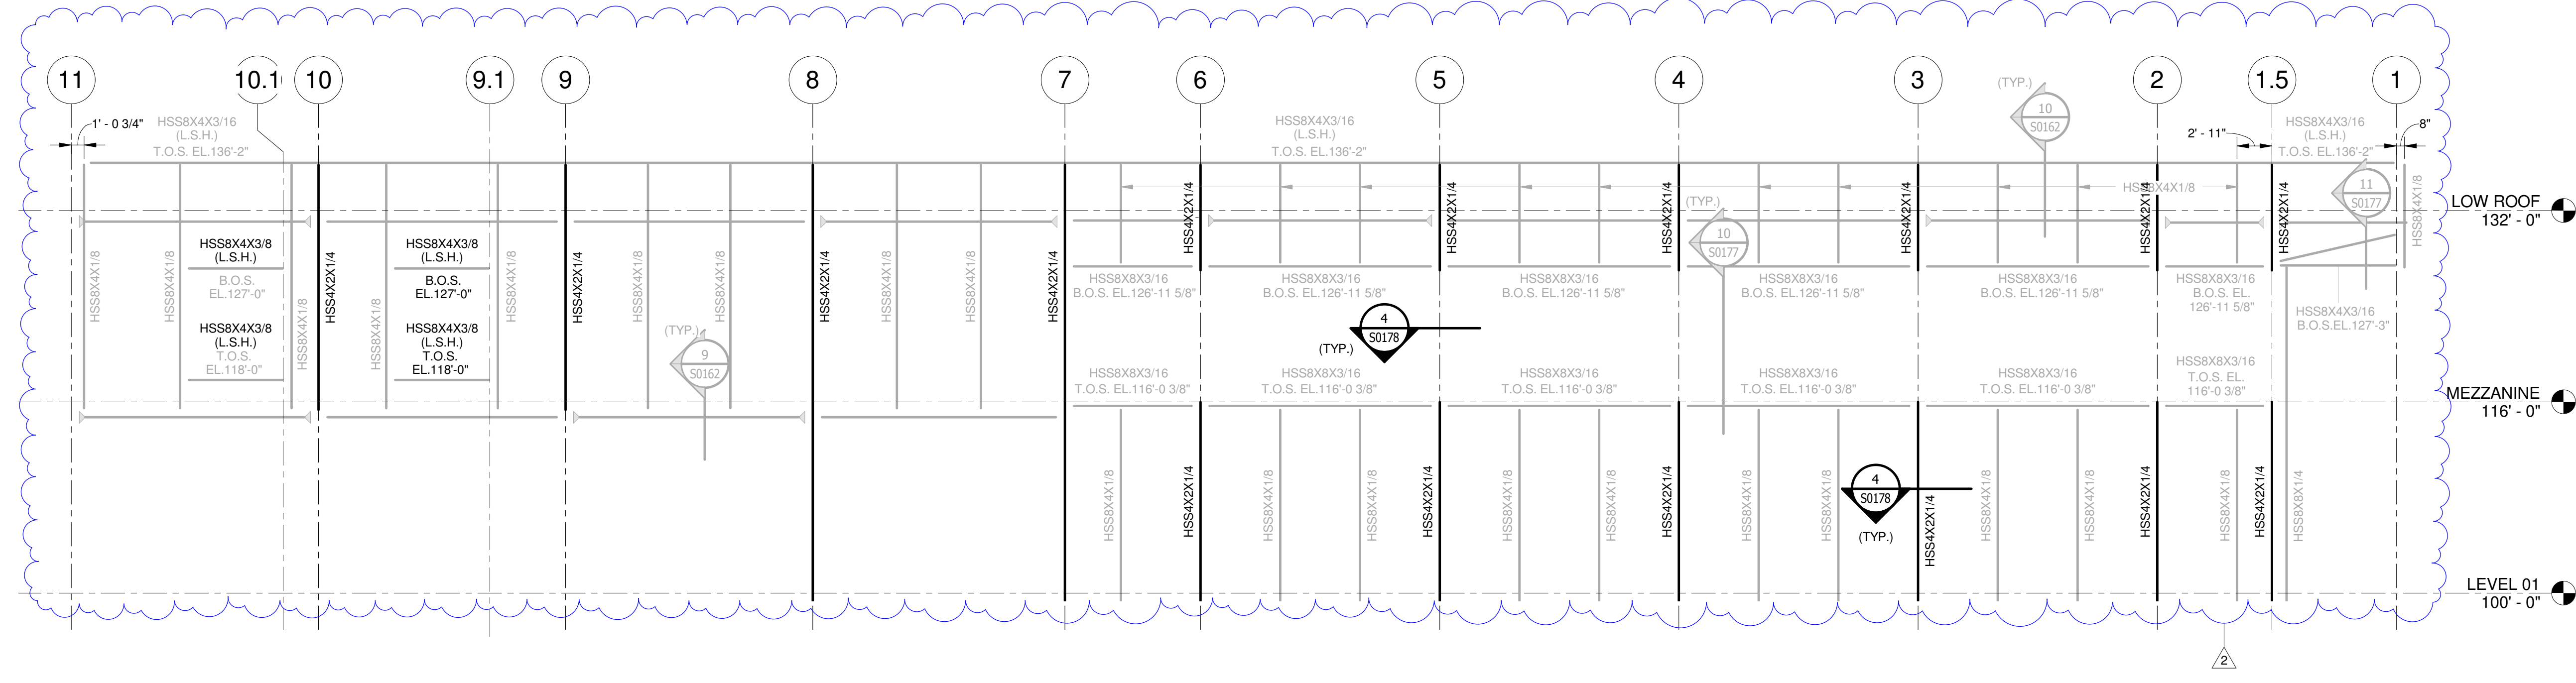 11
10.1
10
9.1
9
8
7
6
5
4
3
2
1.5
1
1' - 0 3/4"
HSS8X4X3/16
(L.S.H.)
T.O.S. EL.136'-2"
HSS8X4X3/16
(L.S.H.)
T.O.S. EL.136'-2"
(TYP.)
10
S0162
2' - 11"
HSS8X4X3/16
(L.S.H.)
T.O.S. EL.136'-2"
8"
HSS8X4X1/8
11
S0177
HSS8X4X1/8
LOW ROOF
132' - 0"
HSS4X2X1/4
HSS4X2X1/4
HSS4X2X1/4
HSS4X2X1/4
HSS4X2X1/4
HSS4X2X1/4
(TYP.)
10
S0177
HSS8X4X1/8
HSS8X4X1/8
HSS8X4X3/8
(L.S.H.)
B.O.S.
EL.127'-0"
HSS8X4X3/8
(L.S.H.)
T.O.S.
EL.118'-0"
HSS8X4X1/8
HSS4X2X1/4
HSS8X4X1/8
HSS8X4X3/8
(L.S.H.)
B.O.S.
EL.127'-0"
HSS8X4X3/8
(L.S.H.)
T.O.S.
EL.118'-0"
HSS8X4X1/8
HSS4X2X1/4
HSS8X4X1/8
HSS8X4X1/8
(TYP.)
9
S0162
HSS4X2X1/4
HSS8X4X1/8
HSS8X4X1/8
HSS4X2X1/4
HSS8X8X3/16
B.O.S. EL.126'-11 5/8"
HSS8X8X3/16
B.O.S. EL.126'-11 5/8"
HSS8X8X3/16
B.O.S. EL.126'-11 5/8"
HSS8X8X3/16
B.O.S. EL.126'-11 5/8"
HSS8X8X3/16
B.O.S. EL.126'-11 5/8"
HSS8X8X3/16
B.O.S. EL.
126'-11 5/8"
HSS8X4X3/16
B.O.S.EL.127'-3"
4
S0178
(TYP.)
HSS8X8X3/16
T.O.S. EL.116'-0 3/8"
HSS8X8X3/16
T.O.S. EL.116'-0 3/8"
HSS8X8X3/16
T.O.S. EL.116'-0 3/8"
HSS8X8X3/16
T.O.S. EL.116'-0 3/8"
HSS8X8X3/16
T.O.S. EL.116'-0 3/8"
HSS8X8X3/16
T.O.S. EL.
116'-0 3/8"
MEZZANINE
116' - 0"
HSS8X4X1/8
HSS4X2X1/4
HSS8X4X1/8
HSS8X4X1/8
HSS4X2X1/4
HSS8X4X1/8
HSS8X4X1/8
HSS4X2X1/4
HSS8X4X1/8
HSS8X4X1/8
4
S0178
(TYP.)
HSS4X2X1/4
HSS8X4X1/8
HSS8X4X1/8
HSS4X2X1/4
HSS8X4X1/8
HSS4X2X1/4
HSS8X8X1/4
LEVEL 01
100' - 0"
2